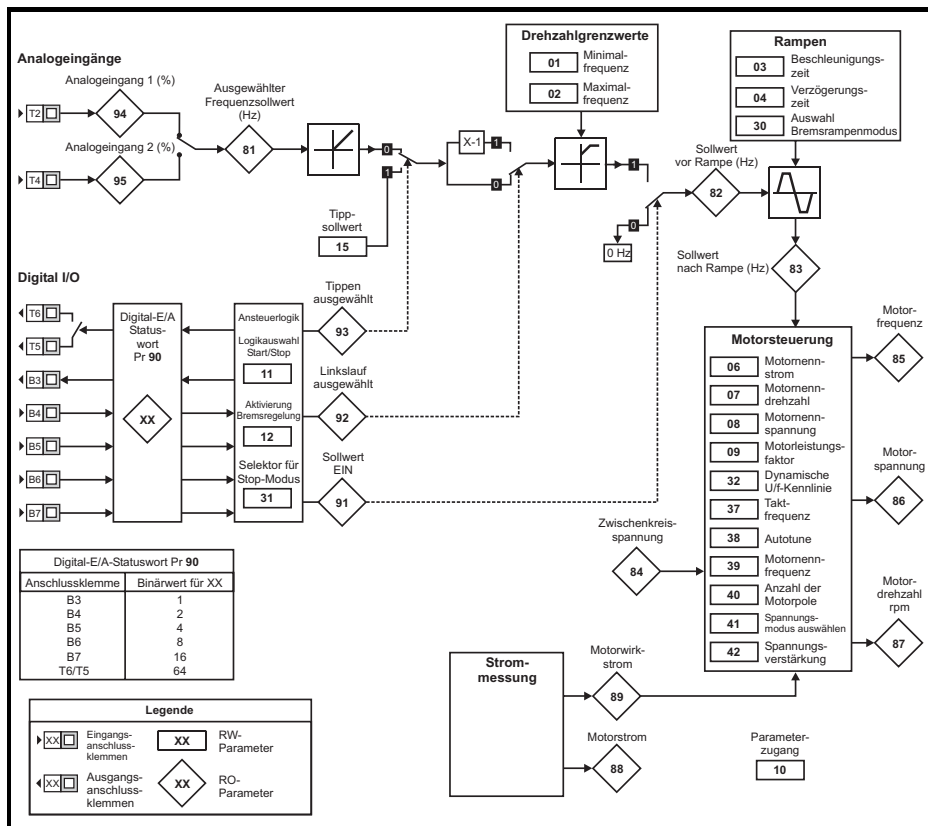 Analogeingänge
Analogeingang 1 (%)
T2
94
Analogeingang 2 (%)
T4
95
Ausgewählter
Frequenzsollwert
(Hz)
81
0
1
Tipp-
sollwert
15
X-1
1
0
Drehzahlgrenzwerte
01
Minimal-
frequenz
02
Maximal-
frequenz
1
0
0 Hz
Sollwert
vor Rampe (Hz)
82
Rampen
03
Beschleunigungs-
zeit
04
Verzögerungs-
zeit
30
Auswahl
Bremsrampenmodus
Sollwert
nach Rampe (Hz)
83
Digital I/O
T6
T5
B3
B4
B5
B6
B7
Digital-E/A
Status-
wort
Pr 90
XX
Ansteuerlogik
Logikauswahl
Start/Stop
11
Aktivierung
Bremsregelung
12
Selektor für
Stop-Modus
31
Tippen
ausgewählt
93
Linkslauf
ausgewählt
92
Sollwert
EIN
91
Zwischenkreis-
spannung
84
Motorsteuerung
06
Motornenn-
strom
07
Motornenn-
drehzahl
08
Motornenn-
spannung
09
Motorleistungs-
faktor
32
Dynamische
U/f-Kennlinie
37
Takt-
frequenz
38
Autotune
39
Motornenn-
frequenz
40
Anzahl der
Motorpole
41
Spannungs-
modus auswählen
42
Spannungs-
verstärkung
Motor-
frequenz
85
Motor-
spannung
86
Motor-
drehzahl
rpm
87
Digital-E/A-Statuswort Pr 90
Anschlussklemme Binärwert für XX
B3 1
B4 2
B5 4
B6 8
B7 16
T6/T5 64
Strom-
messung
Motorwirk-
strom
89
Motorstrom
88
Parameter-
zugang
10
Legende
XX
Eingangs-
anschluss-
klemmen
XX
RW-
Parameter
XX
Ausgangs-
anschluss-
klemmen
XX
RO-
Parameter